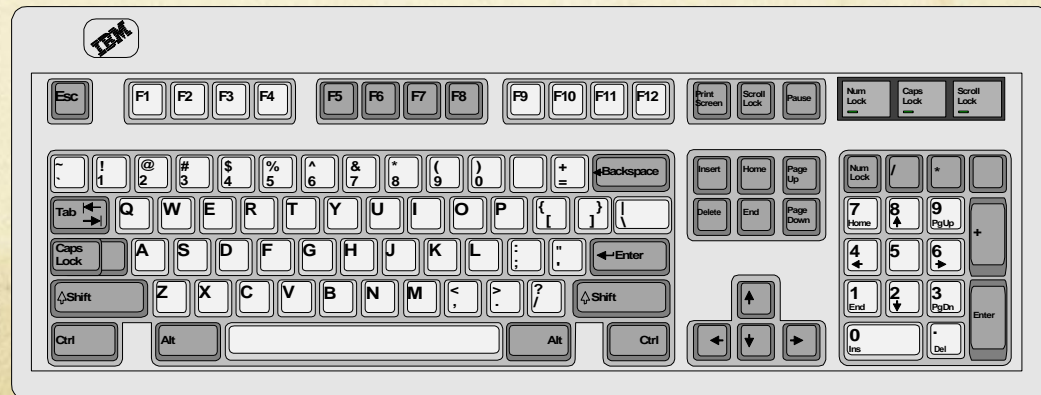 IBM
Esc F1 F2 F3 F4 F5 F6 F7 F8 F9 F10 F11 F12 Print Screen Scroll Lock Pause Num Lock Caps Lock Scroll Lock
~ ` ! 1 @ 2 # 3 $ 4 % 5 ^ 6 & 7 * 8 ( 9 ) 0 + = Backspace Insert Home Page Up Num Lock / *
Tab Q W E R T Y U I O P { [ } ] | \ Delete End Page Down 7 Home 8 9 PgUp +
Caps Lock A S D F G H J K L : ; " ' Enter 4 5 6
Shift Z X C V B N M < , > . ? / Shift 1 End 2 3 PgDn Enter
Ctrl Alt Alt Ctrl 0 Ins . Del